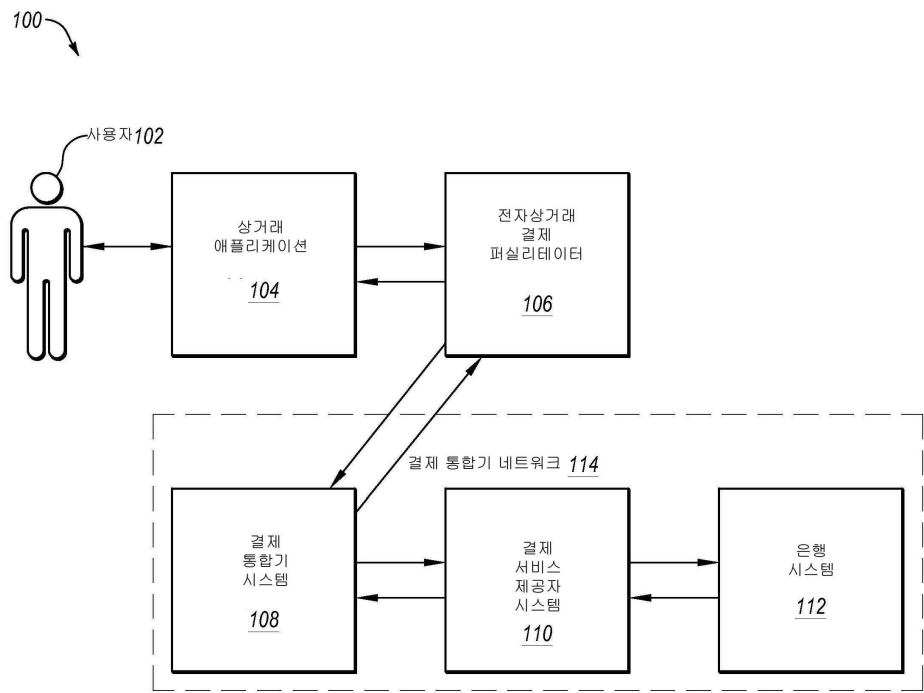 100
사용자 102
상거래
애플리케이션
104
전자상거래
결제
퍼실리테이터
106
결제 통합기 네트워크 114
결제
통합기
시스템
108
결제
서비스
제공자
시스템
110
은행
시스템
112